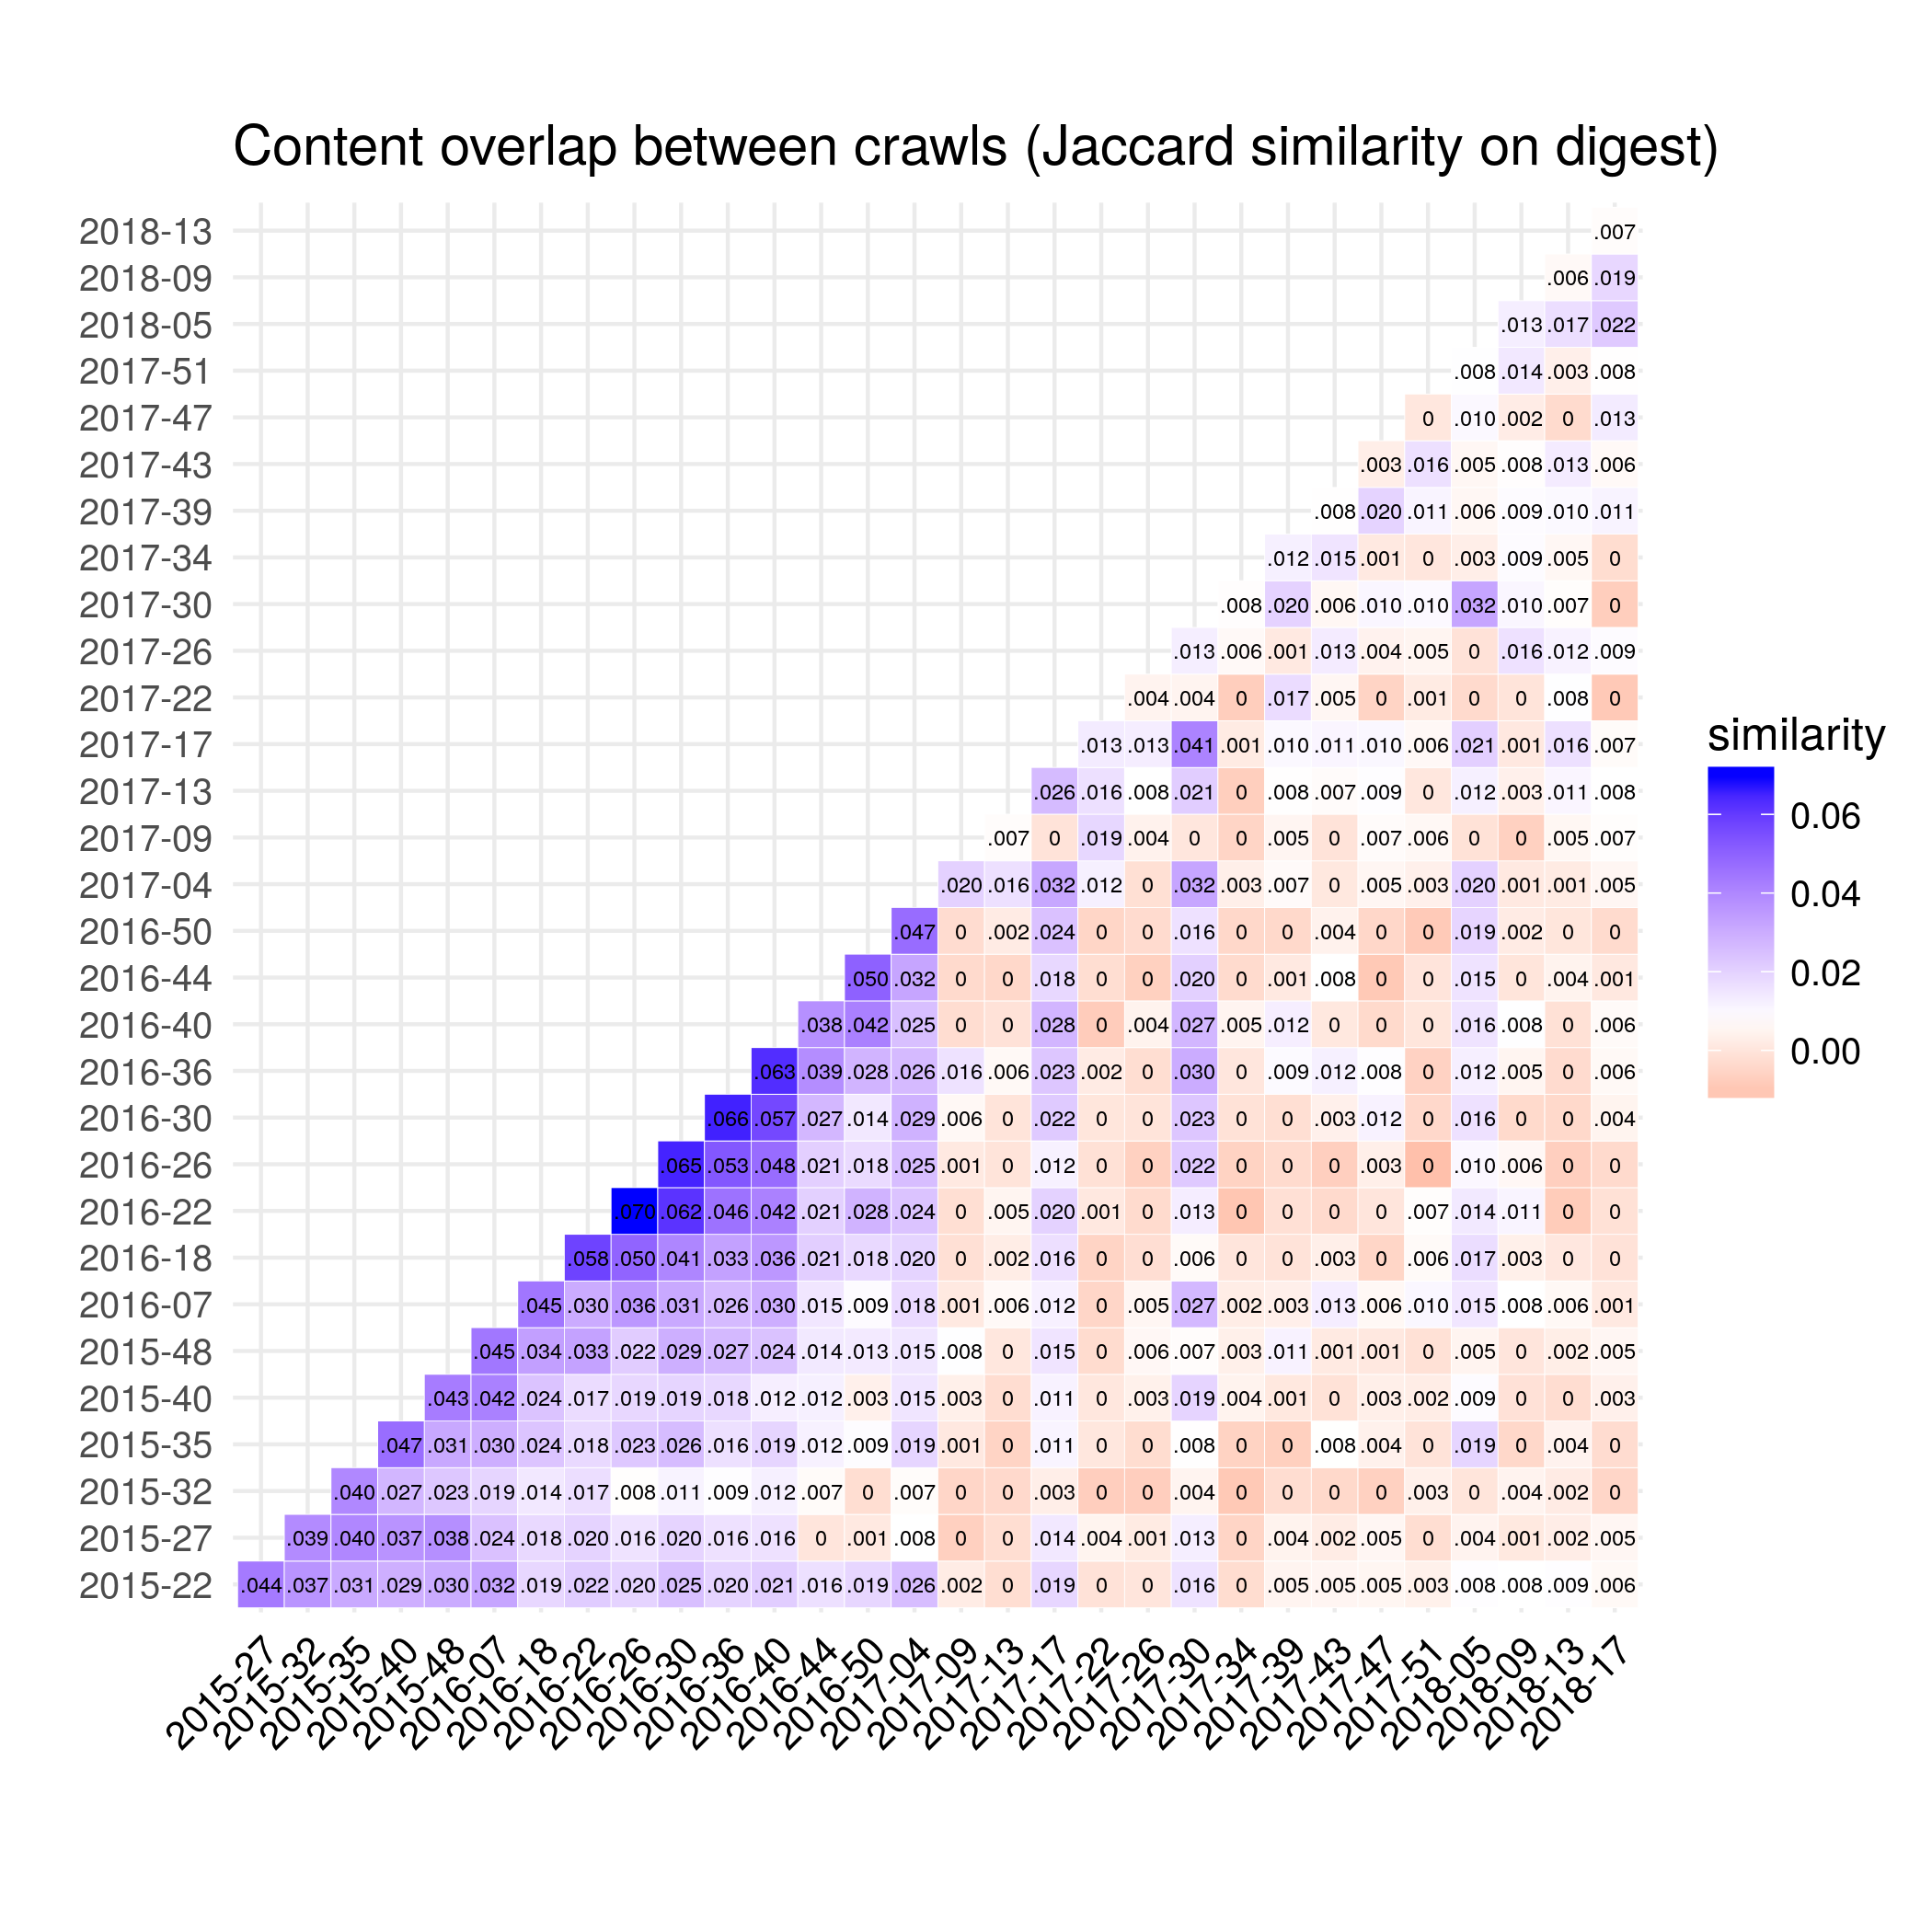 Content overlap between crawls (Jaccard similarity on digest)
2018-13 .007
2018-09 .006 .019
2018-05 .013 .017 .022
2017-51 .008 .014 .003 .008
2017-47 0 .010 .002 0 .013
2017-43 .003 .016 .005 .008 .013 .006
2017-39 .008 .020 .011 .006 .009 .010 .011
2017-34 .012 .015 .001 0 .003 .009 .005 0
2017-30 .008 .020 .006 .010 .010 .032 .010 .007 0
2017-26 .013 .006 .001 .013 .004 .005 0 .016 .012 .009
2017-22 .004 .004 0 .017 .005 0 .001 0 0 .008 0
2017-17 .013 .013 .041 .001 .010 .011 .010 .006 .021 .001 .016 .007
2017-13 .026 .016 .008 .021 0 .008 .007 .009 0 .012 .003 .011 .008
2017-09 .007 0 .019 .004 0 0 .005 0 .007 .006 0 0 .005 .007
2017-04 .020 .016 .032 .012 0 .032 .003 .007 0 .005 .003 .020 .001 .001 .005
2016-50 .047 0 .002 .024 0 0 .016 0 0 .004 0 0 .019 .002 0 0
2016-44 .050 .032 0 0 .018 0 0 .020 0 .001 .008 0 0 .015 0 .004 .001
2016-40 .038 .042 .025 0 0 .028 0 .004 .027 .005 .012 0 0 0 .016 .008 0 .006
2016-36 .063 .039 .028 .026 .016 .006 .023 .002 0 .030 0 .009 .012 .008 0 .012 .005 0 .006
2016-30 .066 .057 .027 .014 .029 .006 0 .022 0 0 .023 0 0 .003 .012 0 .016 0 0 .004
2016-26 .065 .053 .048 .021 .018 .025 .001 0 .012 0 0 .022 0 0 0 .003 0 .010 .006 0 0
2016-22 .070 .062 .046 .042 .021 .028 .024 0 .005 .020 .001 0 .013 0 0 0 0 .007 .014 .011 0 0
2016-18 .058 .050 .041 .033 .036 .021 .018 .020 0 .002 .016 0 0 .006 0 0 .003 0 .006 .017 .003 0 0
2016-07 .045 .030 .036 .031 .026 .030 .015 .009 .018 .001 .006 .012 0 .005 .027 .002 .003 .013 .006 .010 .015 .008 .006 .001
2015-48 .045 .034 .033 .022 .029 .027 .024 .014 .013 .015 .008 0 .015 0 .006 .007 .003 .011 .001 .001 0 .005 0 .002 .005
2015-40 .043 .042 .024 .017 .019 .019 .018 .012 .012 .003 .015 .003 0 .011 0 .003 .019 .004 .001 0 .003 .002 .009 0 0 .003
2015-35 .047 .031 .030 .024 .018 .023 .026 .016 .019 .012 .009 .019 .001 0 .011 0 0 .008 0 0 .008 .004 0 .019 0 .004 0
2015-32 .040 .027 .023 .019 .014 .017 .008 .011 .009 .012 .007 0 .007 0 0 .003 0 0 .004 0 0 0 0 .003 0 .004 .002 0
2015-27 .039 .040 .037 .038 .024 .018 .020 .016 .020 .016 .016 0 .001 .008 0 0 .014 .004 .001 .013 0 .004 .002 .005 0 .004 .001 .002 .005
2015-22 .044 .037 .031 .029 .030 .032 .019 .022 .020 .025 .020 .021 .016 .019 .026 .002 0 .019 0 0 .016 0 .005 .005 .005 .003 .008 .008 .009 .006
2015-27 2015-32 2015-35 2015-40 2015-48 2016-07 2016-18 2016-22 2016-26 2016-30 2016-36 2016-40 2016-44 2016-50 2017-04 2017-09 2017-13 2017-17 2017-22 2017-26 2017-30 2017-34 2017-39 2017-43 2017-47 2017-51 2018-05 2018-09 2018-13 2018-17
similarity
0.06
0.04
0.02
0.00